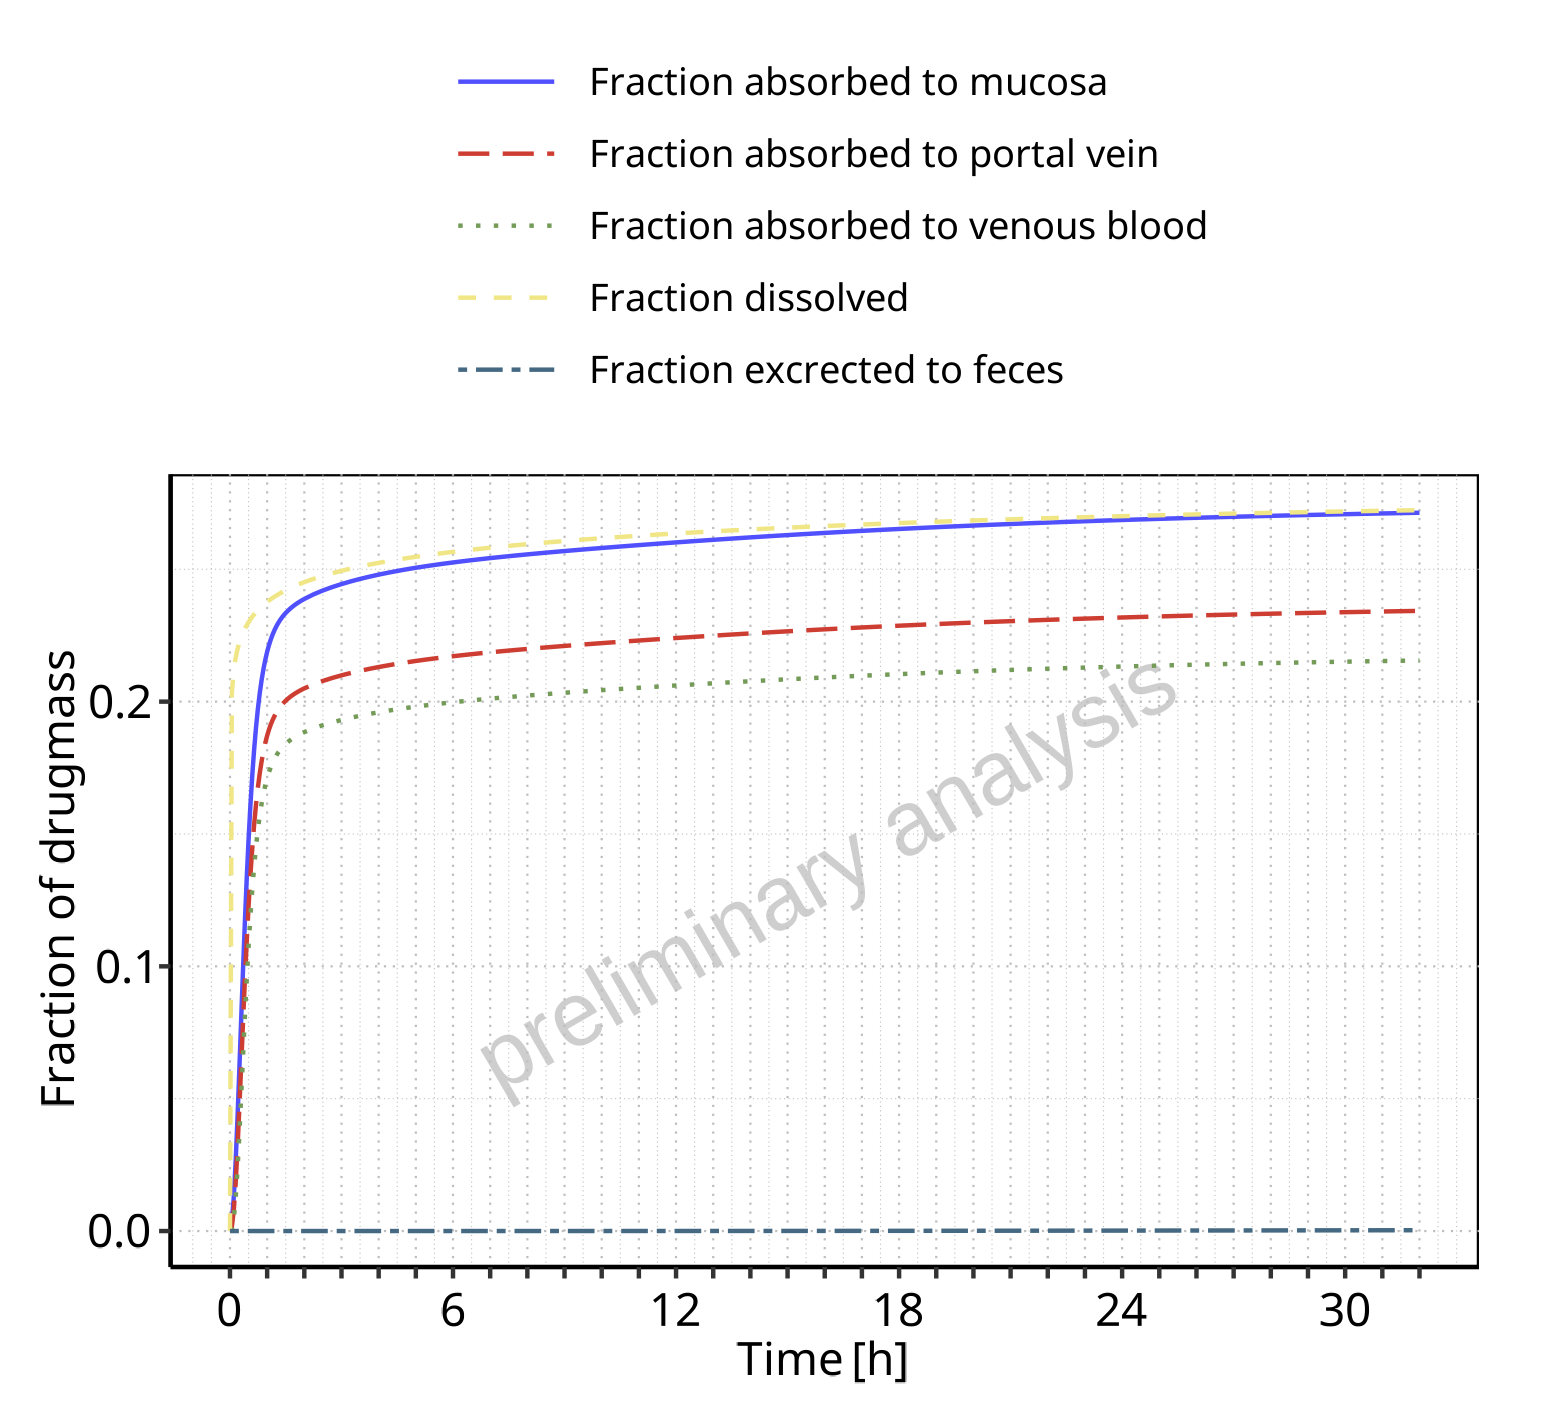 Fraction absorbed to mucosa
Fraction absorbed to portal vein
Fraction absorbed to venous blood
Fraction dissolved
Fraction excrected to feces
Fraction of drugmass
0.2
0.1
0.0
preliminary analysis
0 6 12 18 24 30
Time [h]